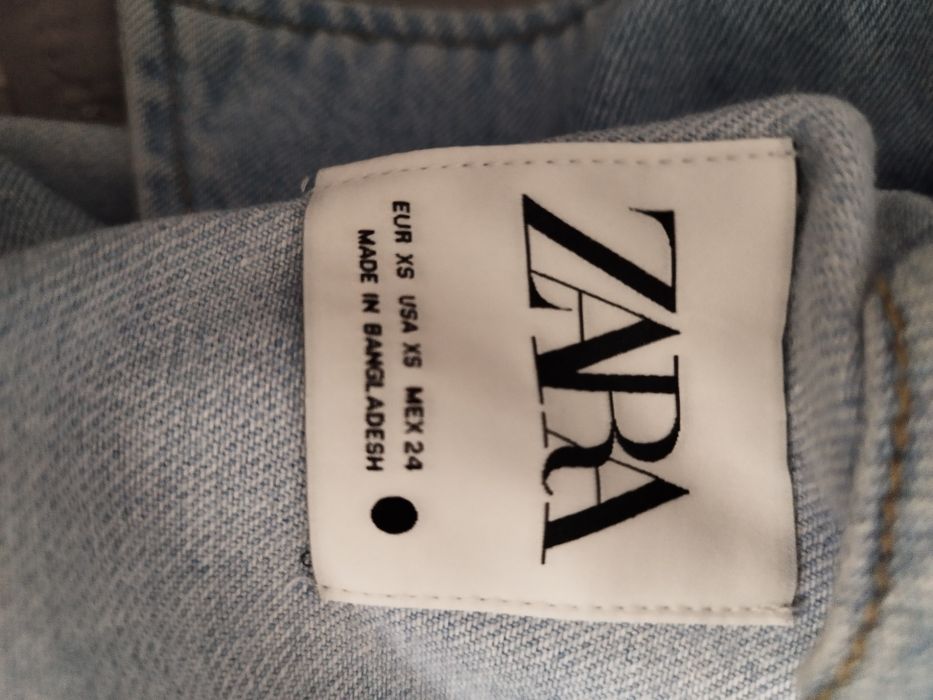 ZARA
EUR XS USA XS MEX 24
MADE IN BANGLADESH